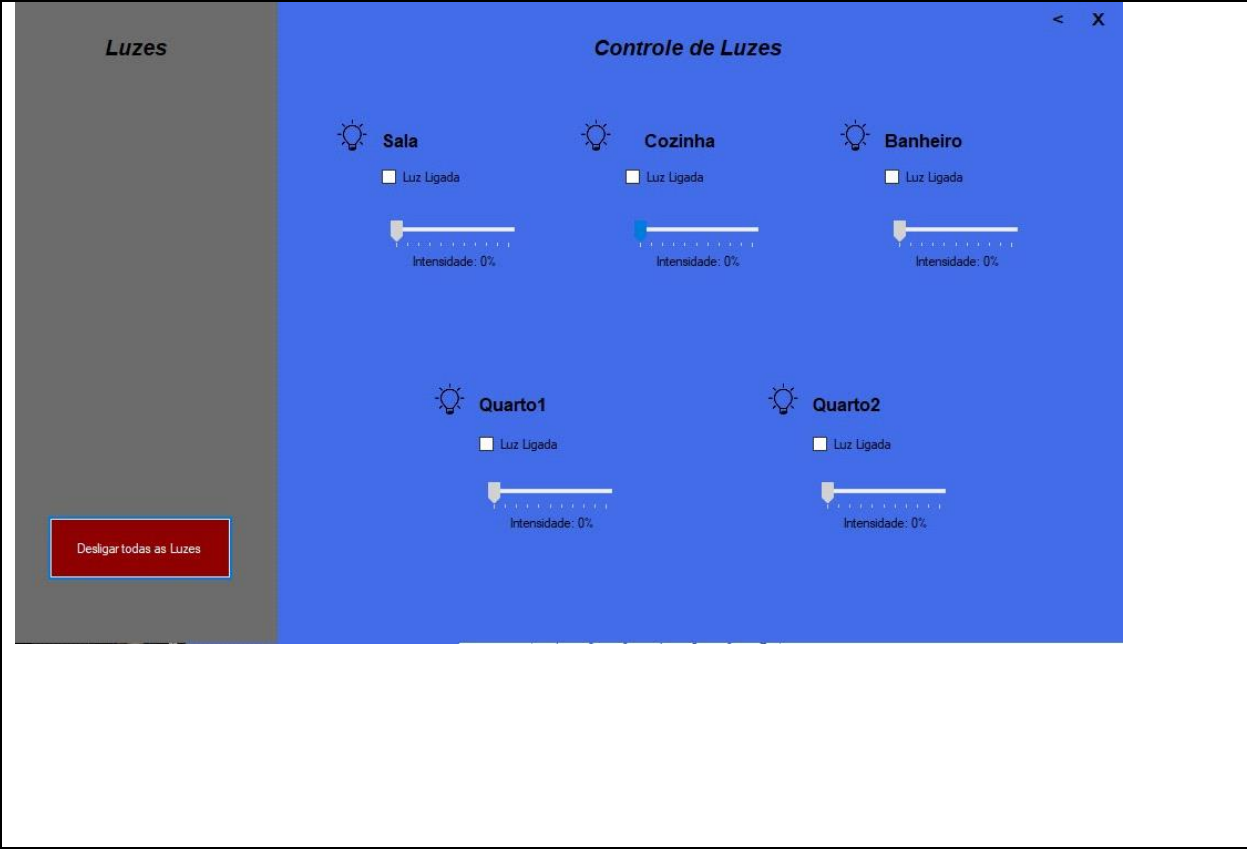 < X
Luzes
Controle de Luzes
Sala
Cozinha
Banheiro
Luz Ligada
Luz Ligada
Luz Ligada
Intensidade: 0%
Intensidade: 0%
Intensidade: 0%
Quarto1
Quarto2
Luz Ligada
Luz Ligada
Intensidade: 0%
Intensidade: 0%
Desligar todas as Luzes